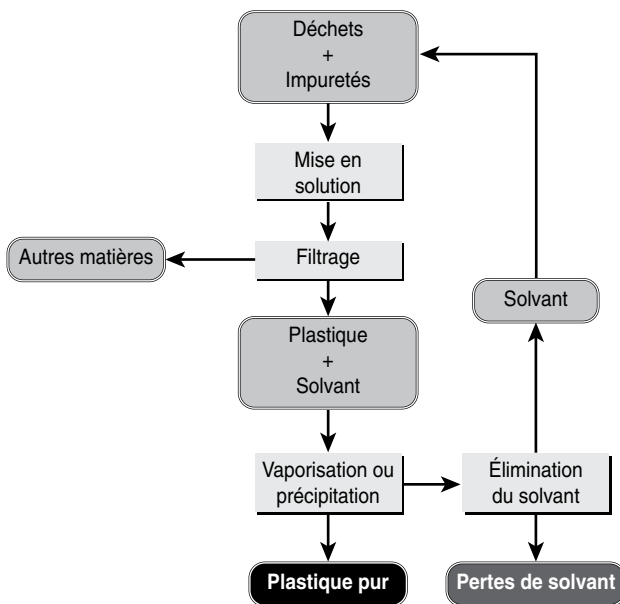 Déchets
+
Impuretés
Mise en
solution
Autres matières
Filtrage
Solvant
Plastique
+
Solvant
Vaporisation ou
précipitation
Élimination
du solvant
Plastique pur
Pertes de solvant